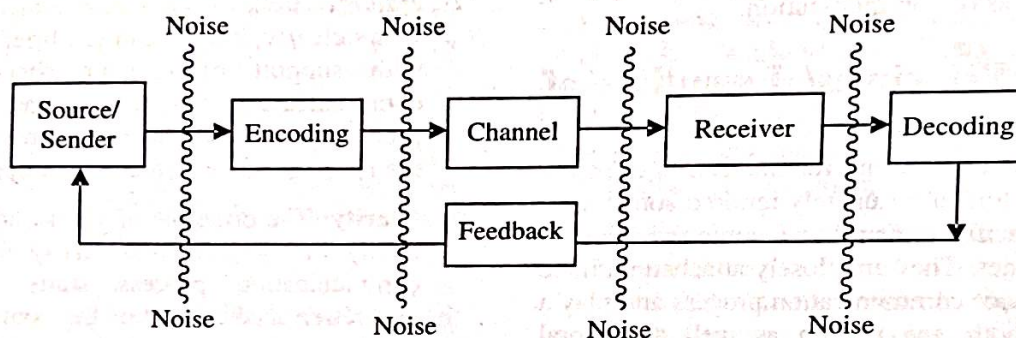 Noise Noise Noise Noise
Source/
Sender
Encoding
Channel
Receiver
Decoding
Feedback
Noise Noise Noise Noise